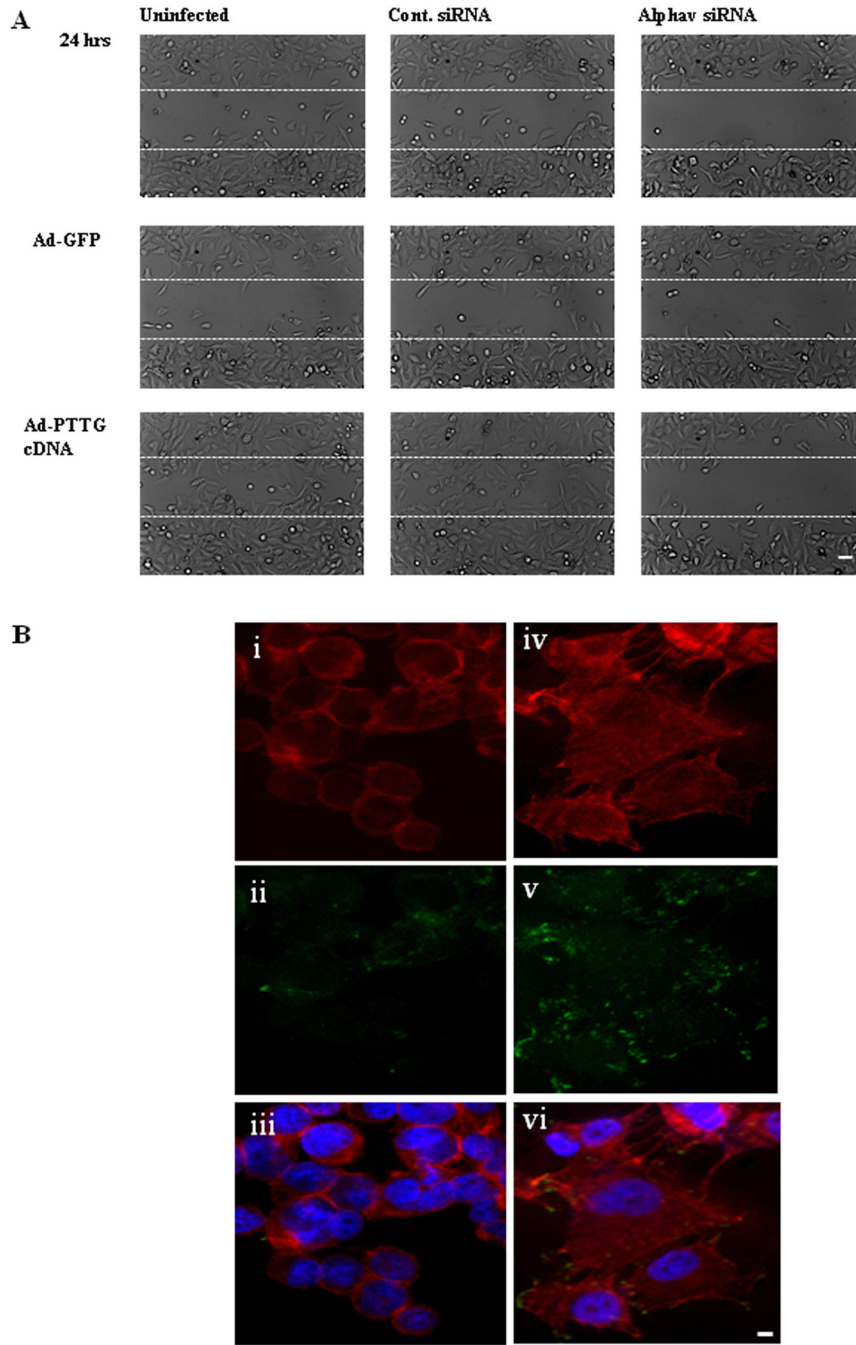 A
Uninfected Cont. siRNA Alphav siRNA
24 hrs
Ad-GFP
Ad-PTTG
cDNA
B
i iv
ii v
iii vi